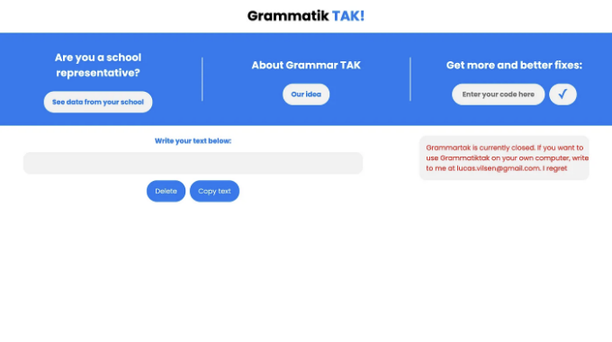 Grammatik TAK!
Are you a school
representative?
See data from your school
About Grammar TAK
Our idea
Get more and better fixes:
Enter your code here
✓
Write your text below:
Delete
Copy text
Grammartak is currently closed. If you want to
use Grammatiktak on your own computer, write
to me at lucas.vilsen@gmail.com. I regret